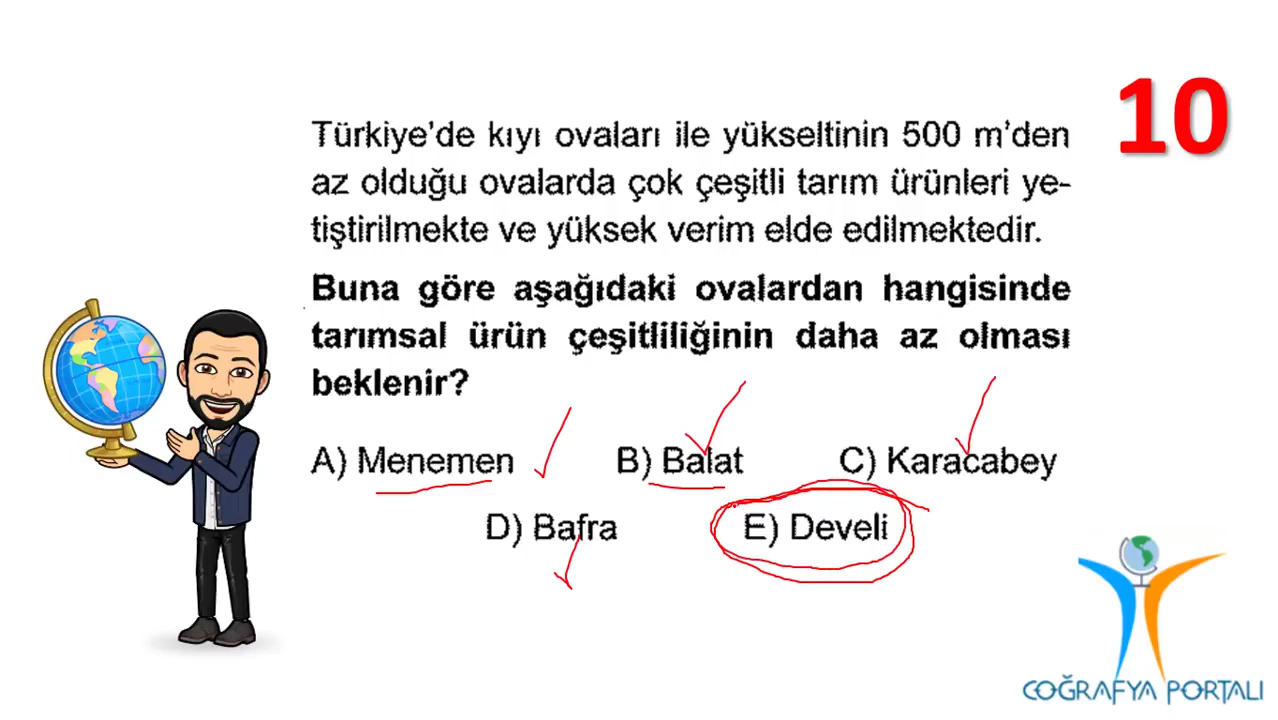 10
Türkiye'de kıyı ovaları ile yükseltinin 500 m'den
az olduğu ovalarda çok çeşitli tarım ürünleri ye-
tiştirilmekte ve yüksek verim elde edilmektedir.
Buna göre aşağıdaki ovalardan hangisinde
tarımsal ürün çeşitliliğinin daha az olması
beklenir?
A) Menemen B) Balat C) Karacabey
D) Bafra E) Develi
COĞRAFYA PORTALI